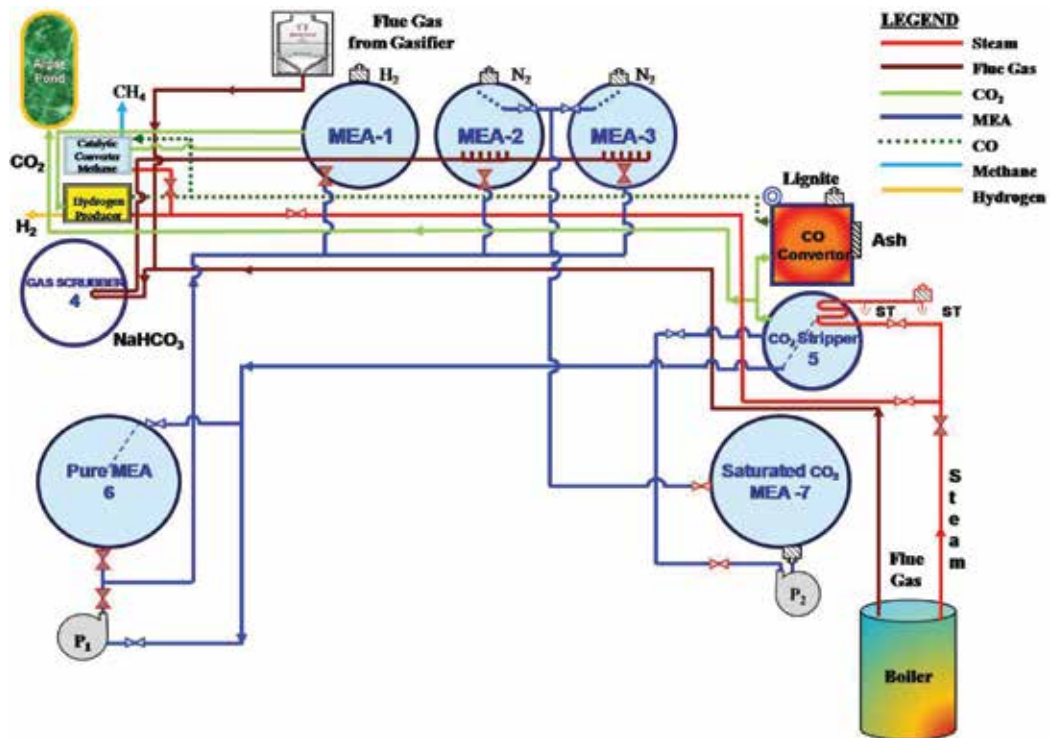 Flue Gas
from Gasifier
LEGEND
Steam
Flue Gas
CO2
MEA
CO
Methane
Hydrogen
Algae
Pond
CH4
H2
N2
N2
MEA-1
MEA-2
MEA-3
Catalytic
Converter
Methane
CO2
Hydrogen
Producer
H2
Lignite
CO
Convertor
Ash
GAS SCRUBBER
4
NaHCO3
ST
ST
CO2 Stripper
5
Pure MEA
6
Saturated CO2
MEA -7
Steam
Flue
Gas
P1
P2
Boiler